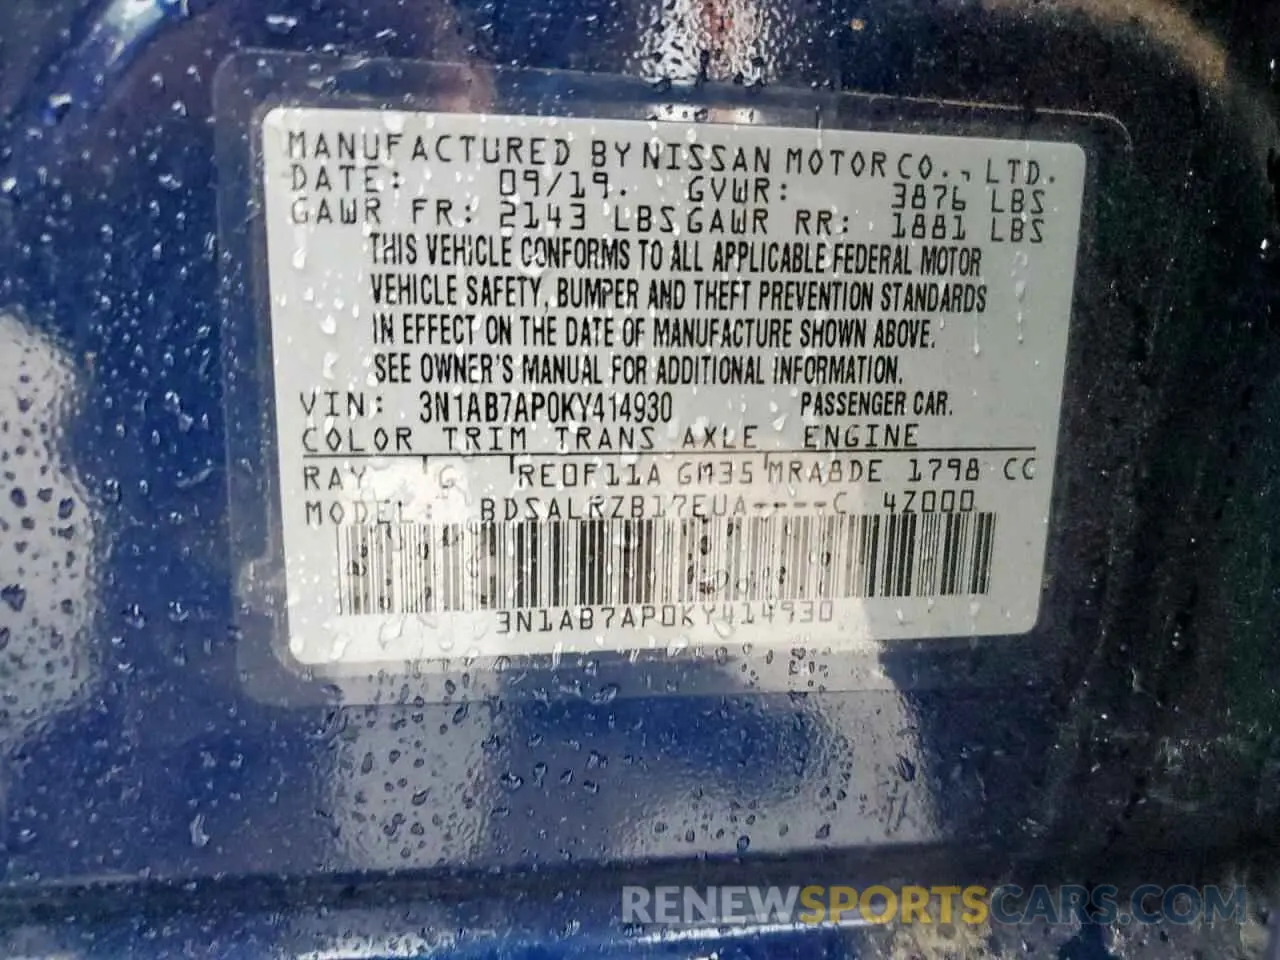 MANUFACTURED BY NISSAN MOTOR CO., LTD.
DATE: 09/19. GVWR: 3876 LBS
GAWR FR: 2143 LBS GAWR RR: 1881 LBS
THIS VEHICLE CONFORMS TO ALL APPLICABLE FEDERAL MOTOR
VEHICLE SAFETY, BUMPER AND THEFT PREVENTION STANDARDS
IN EFFECT ON THE DATE OF MANUFACTURE SHOWN ABOVE.
SEE OWNER'S MANUAL FOR ADDITIONAL INFORMATION.
VIN: 3N1AB7AP0KY414930 PASSENGER CAR.
COLOR TRIM TRANS AXLE ENGINE
RAY G RE0F11A GM35 MRA8DE 1798 CC
MODEL: BDSALRZB17EUA----C 4Z000
3N1AB7AP0KY414930
RENEWSPORTSCARS.COM